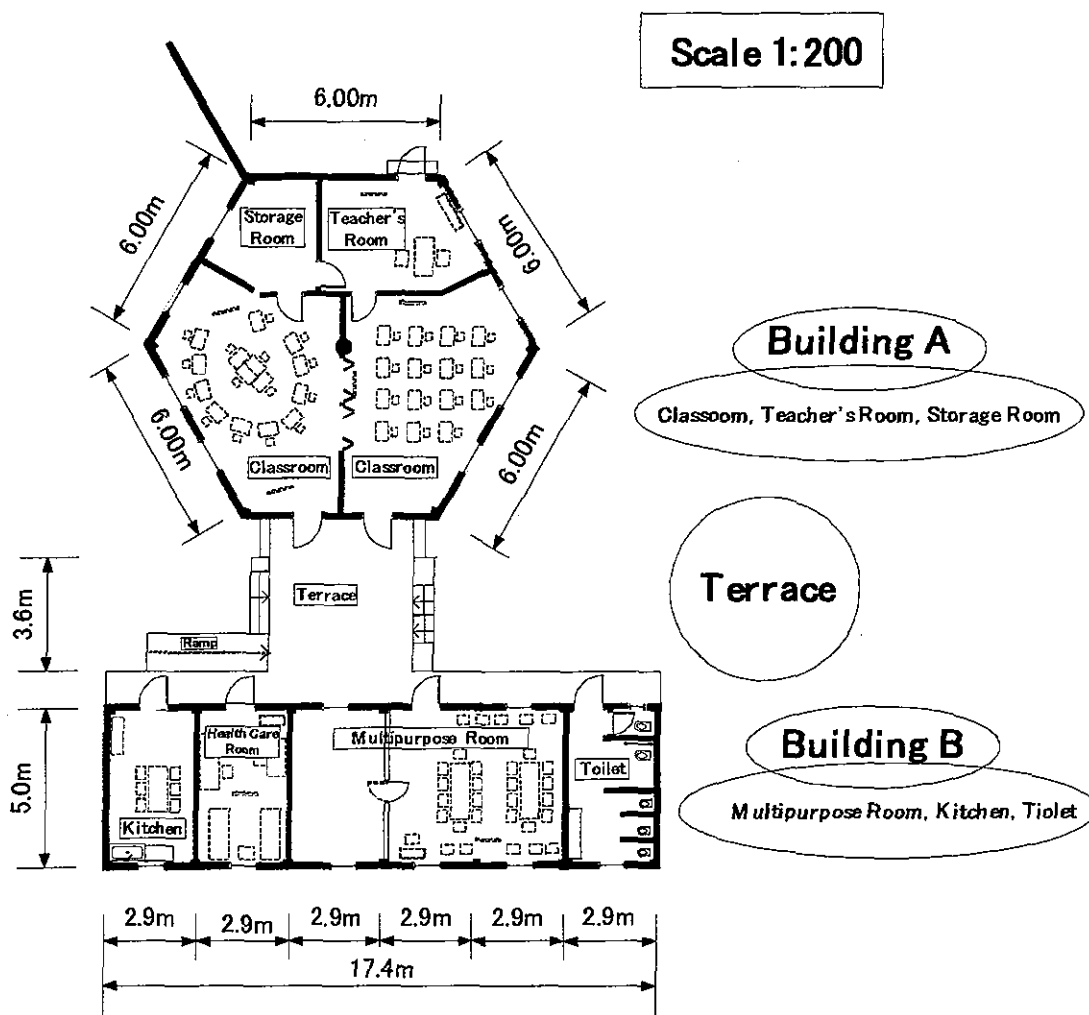 Scale 1:200
6.00m
6.00m
6.00m
Storage
Room
Teacher's
Room
Building A
Classoom, Teacher's Room, Storage Room
6.00m
6.00m
Classroom
Classroom
Terrace
Terrace
3.6m
Ramp
Health Care
Room
Multipurpose Room
Building B
Toilet
5.0m
Multipurpose Room, Kitchen, Tiolet
Kitchen
2.9m
2.9m
2.9m
2.9m
2.9m
2.9m
17.4m